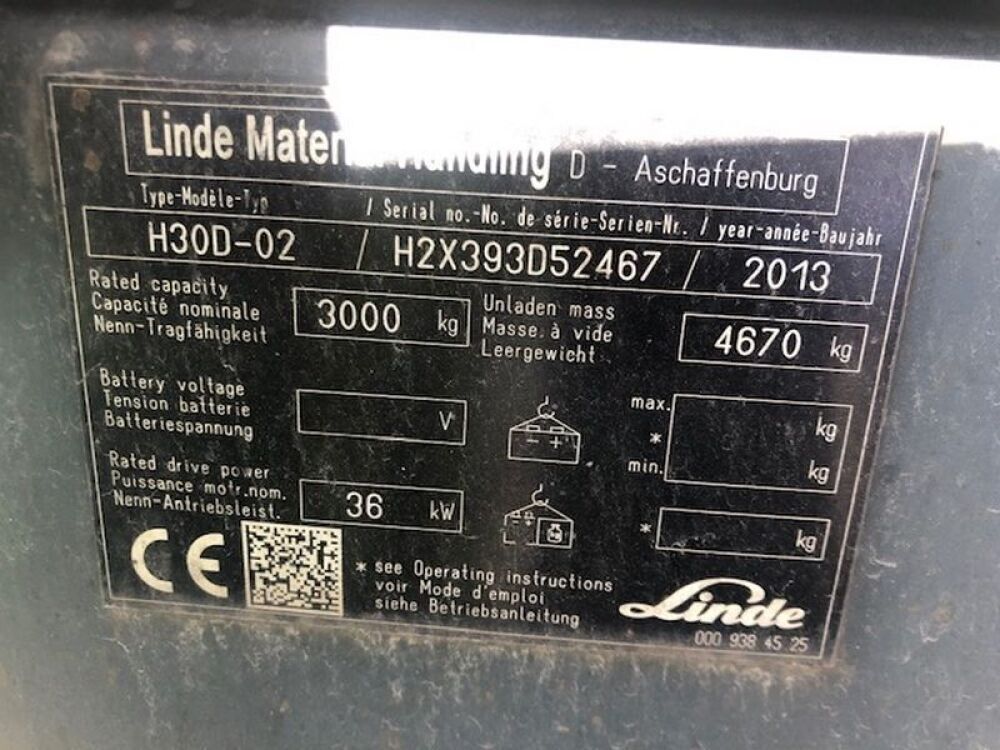 Linde Material Handling D - Aschaffenburg
Type-Modèle-Typ / Serial no.-No. de série-Serien-Nr. / year-année-Baujahr
H30D-02 / H2X393D52467 / 2013
Rated capacity
Capacité nominale
Nenn-Tragfähigkeit
3000 kg
Unladen mass
Masse à vide
Leergewicht
4670 kg
Battery voltage
Tension batterie
Batteriespannung
V
max. kg
*
min. kg
Rated drive power
Puissance motr.nom.
Nenn-Antriebsleist.
36 kW
* kg
CE
* see Operating instructions
voir Mode d'emploi
siehe Betriebsanleitung
Linde
000 938 45 25